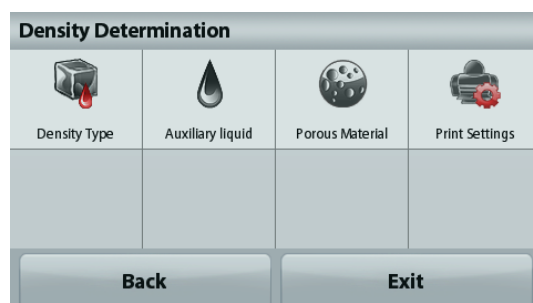 Density Determination
Density Type Auxiliary liquid Porous Material Print Settings
Back Exit